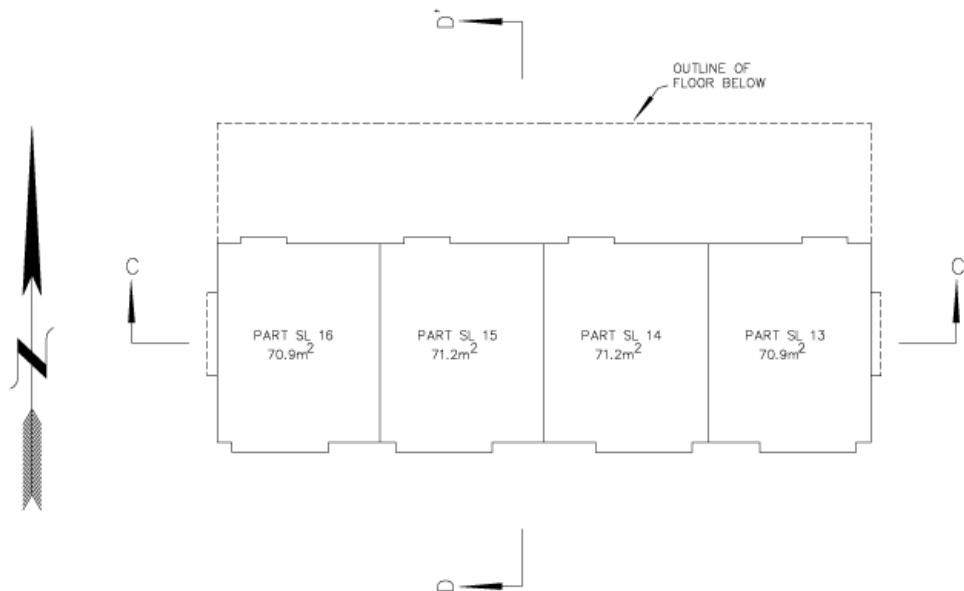 D'
OUTLINE OF
FLOOR BELOW
C
C
N
PART SL 16
70.9m²
PART SL 15
71.2m²
PART SL 14
71.2m²
PART SL 13
70.9m²
D